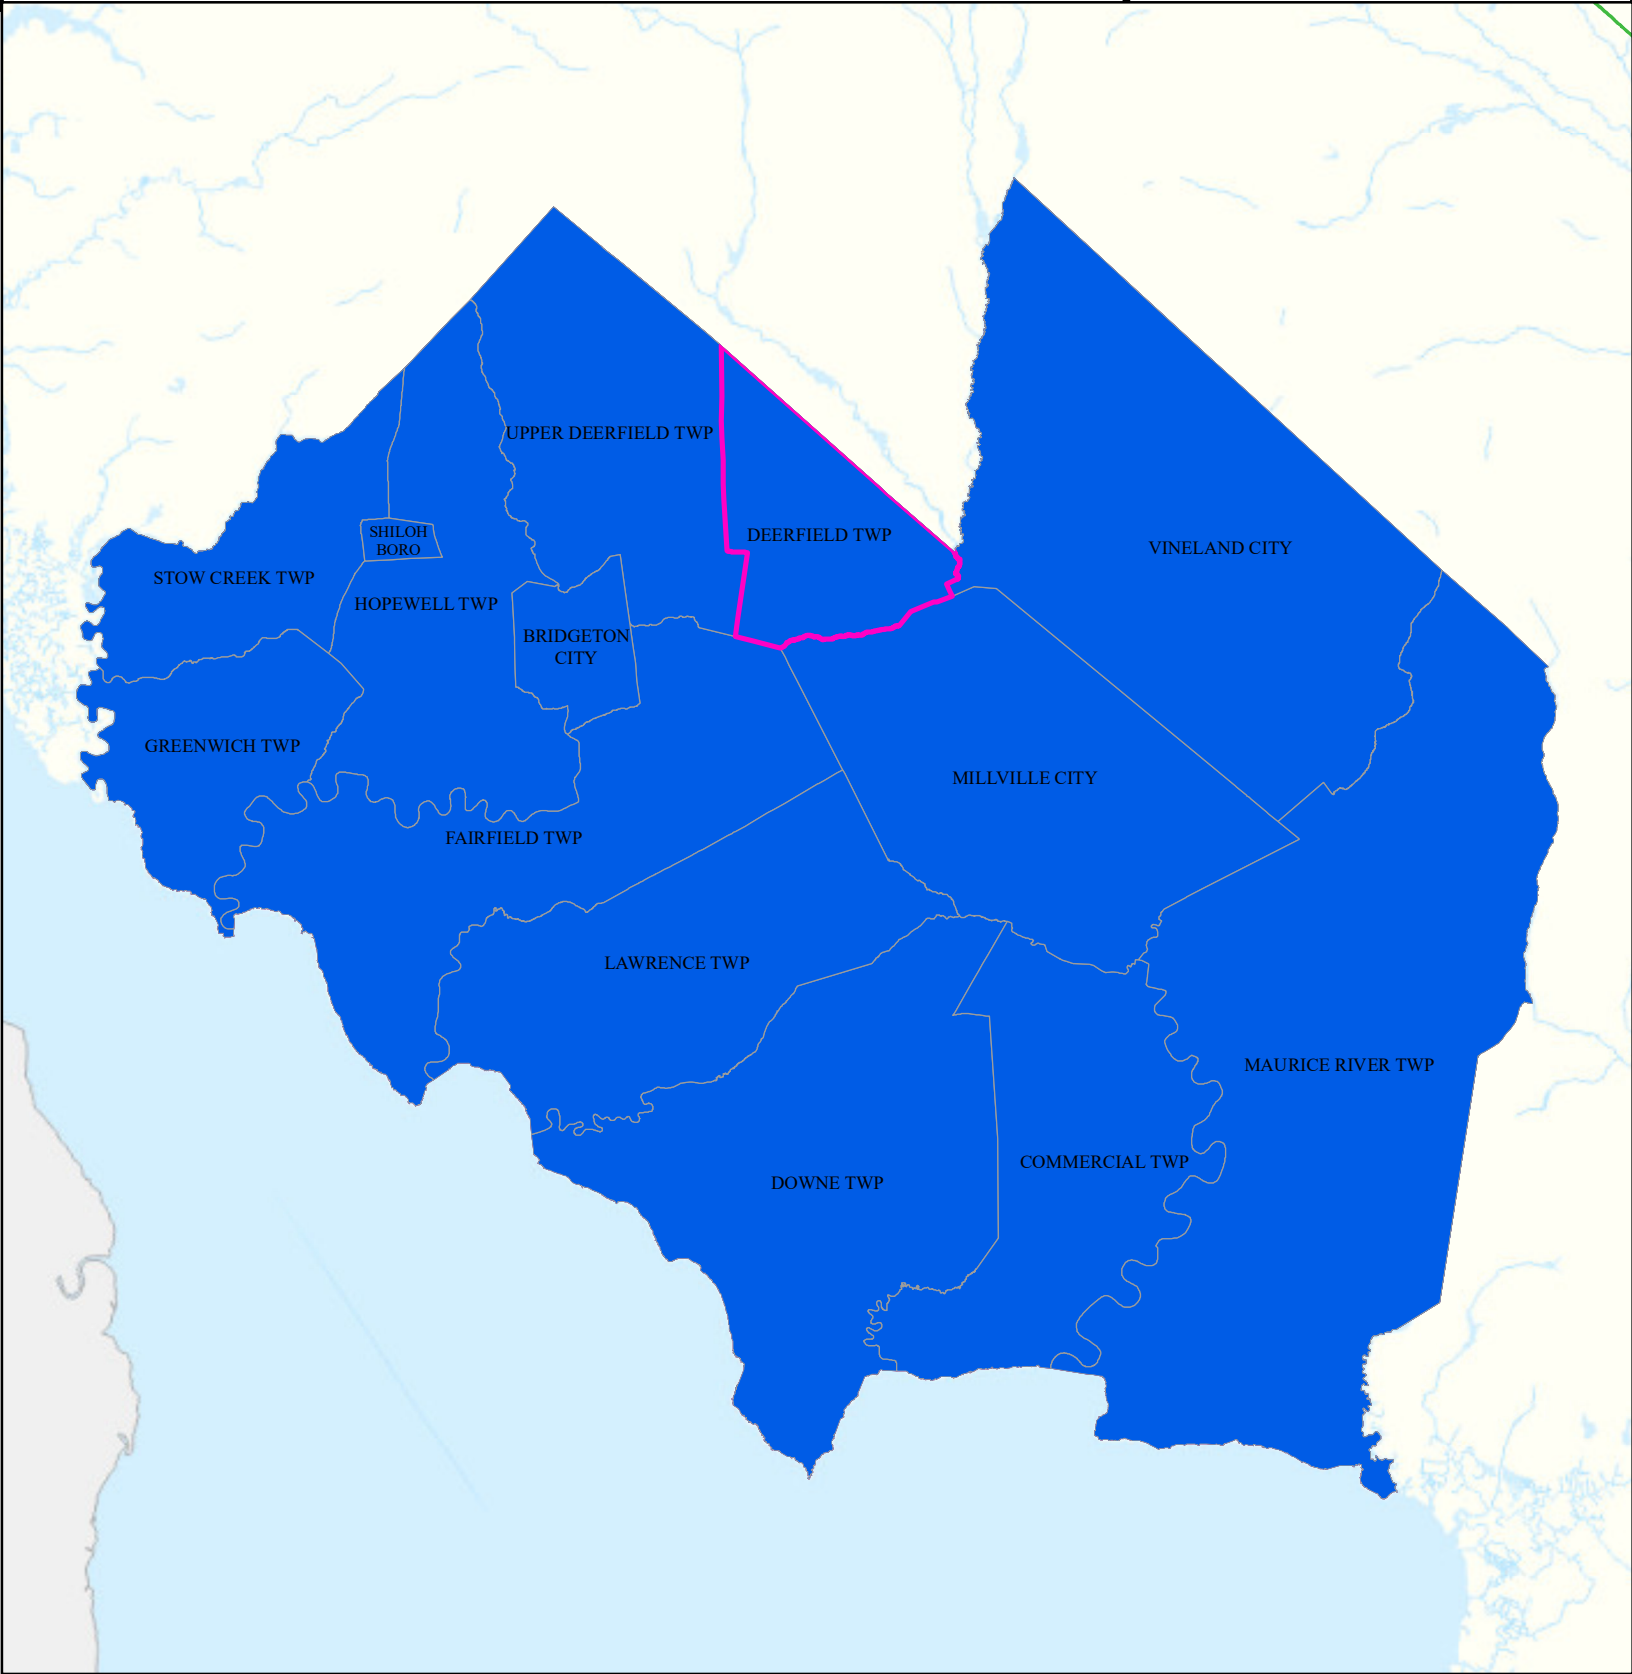 UPPER DEERFIELD TWP
DEERFIELD TWP
VINELAND CITY
SHILOH
BORO
STOW CREEK TWP
HOPEWELL TWP
BRIDGETON
CITY
GREENWICH TWP
MILLVILLE CITY
FAIRFIELD TWP
LAWRENCE TWP
MAURICE RIVER TWP
COMMERCIAL TWP
DOWNE TWP